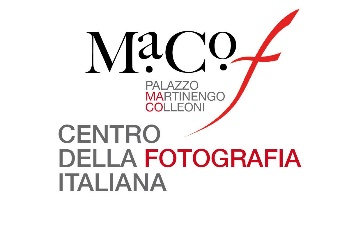 MaCof
PALAZZO
MARTINENGO
COLLEONI
CENTRO
DELLA FOTOGRAFIA
ITALIANA